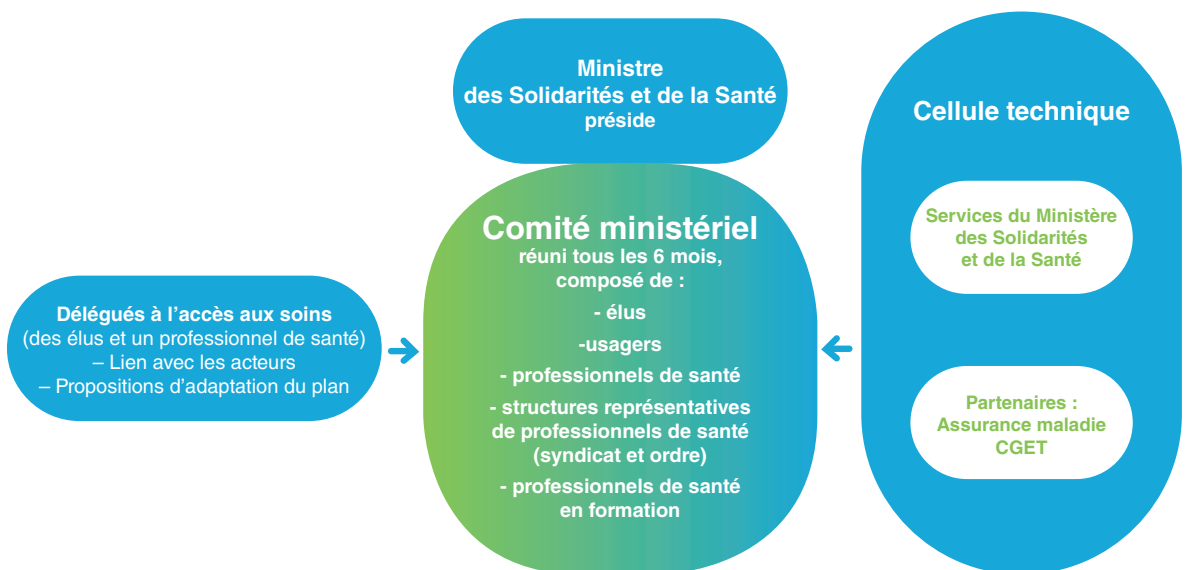 Ministre
des Solidarités et de la Santé
préside
Comité ministériel
réuni tous les 6 mois,
composé de :
- élus
-usagers
- professionnels de santé
- structures représentatives
de professionnels de santé
(syndicat et ordre)
- professionnels de santé
en formation
Délégués à l’accès aux soins
(des élus et un professionnel de santé)
– Lien avec les acteurs
– Propositions d’adaptation du plan
Cellule technique
Services du Ministère
des Solidarités
et de la Santé
Partenaires :
Assurance maladie
CGET